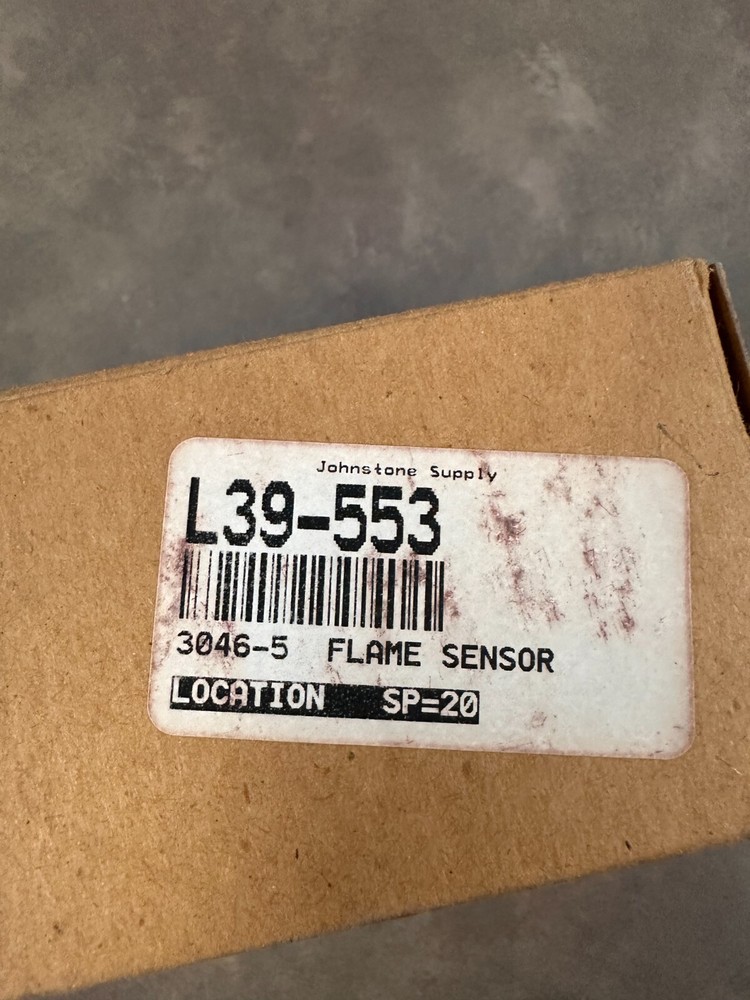 Johnstone Supply
L39-553
3046-5 FLAME SENSOR
LOCATION SP=20